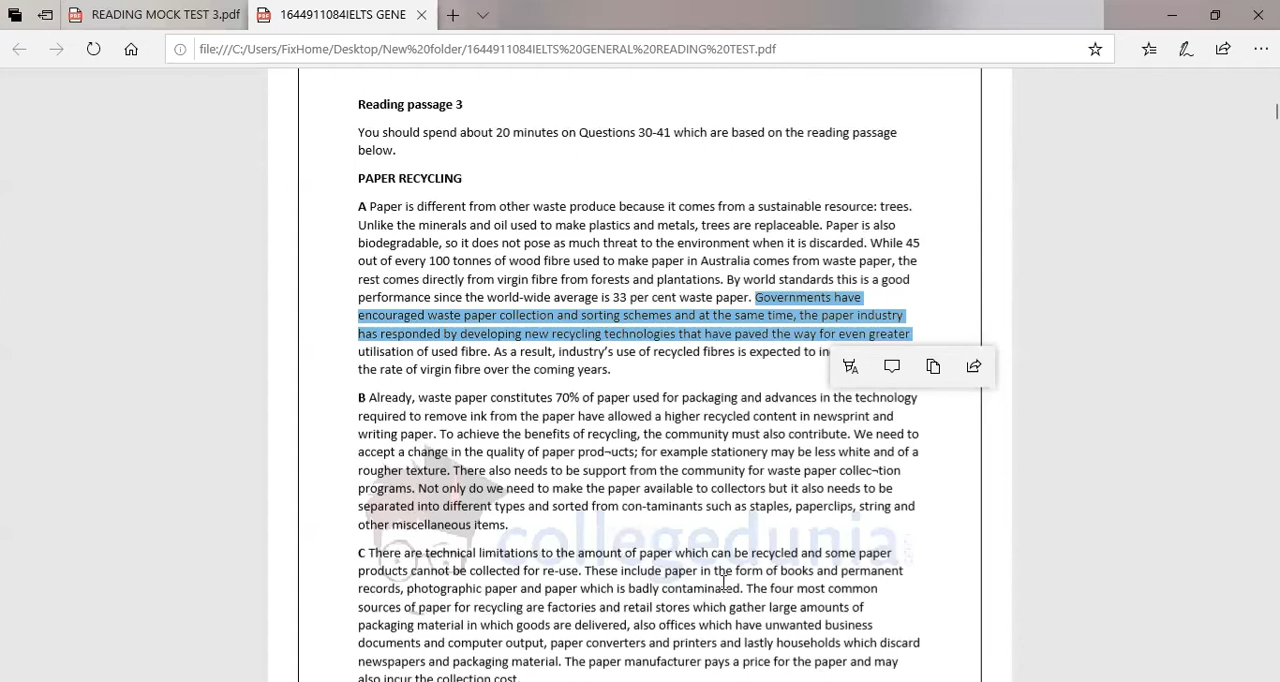 READING MOCK TEST 3.pdf
1644911084IELTS GENE
file:///C:/Users/FixHome/Desktop/New%20folder/1644911084IELTS%20GENERAL%20READING%20TEST.pdf
Reading passage 3
You should spend about 20 minutes on Questions 30-41 which are based on the reading passage
below.
PAPER RECYCLING
A Paper is different from other waste produce because it comes from a sustainable resource: trees.
Unlike the minerals and oil used to make plastics and metals, trees are replaceable. Paper is also
biodegradable, so it does not pose as much threat to the environment when it is discarded. While 45
out of every 100 tonnes of wood fibre used to make paper in Australia comes from waste paper, the
rest comes directly from virgin fibre from forests and plantations. By world standards this is a good
performance since the world-wide average is 33 per cent waste paper. Governments have
encouraged waste paper collection and sorting schemes and at the same time, the paper industry
has responded by developing new recycling technologies that have paved the way for even greater
utilisation of used fibre. As a result, industry's use of recycled fibres is expected to in
the rate of virgin fibre over the coming years.
B Already, waste paper constitutes 70% of paper used for packaging and advances in the technology
required to remove ink from the paper have allowed a higher recycled content in newsprint and
writing paper. To achieve the benefits of recycling, the community must also contribute. We need to
accept a change in the quality of paper prod¬ucts; for example stationery may be less white and of a
rougher texture. There also needs to be support from the community for waste paper collec¬tion
programs. Not only do we need to make the paper available to collectors but it also needs to be
separated into different types and sorted from con-taminants such as staples, paperclips, string and
other miscellaneous items.
collegedunia
C There are technical limitations to the amount of paper which can be recycled and some paper
products cannot be collected for re-use. These include paper in the form of books and permanent
records, photographic paper and paper which is badly contaminated. The four most common
sources of paper for recycling are factories and retail stores which gather large amounts of
packaging material in which goods are delivered, also offices which have unwanted business
documents and computer output, paper converters and printers and lastly households which discard
newspapers and packaging material. The paper manufacturer pays a price for the paper and may
also incur the collection cost.